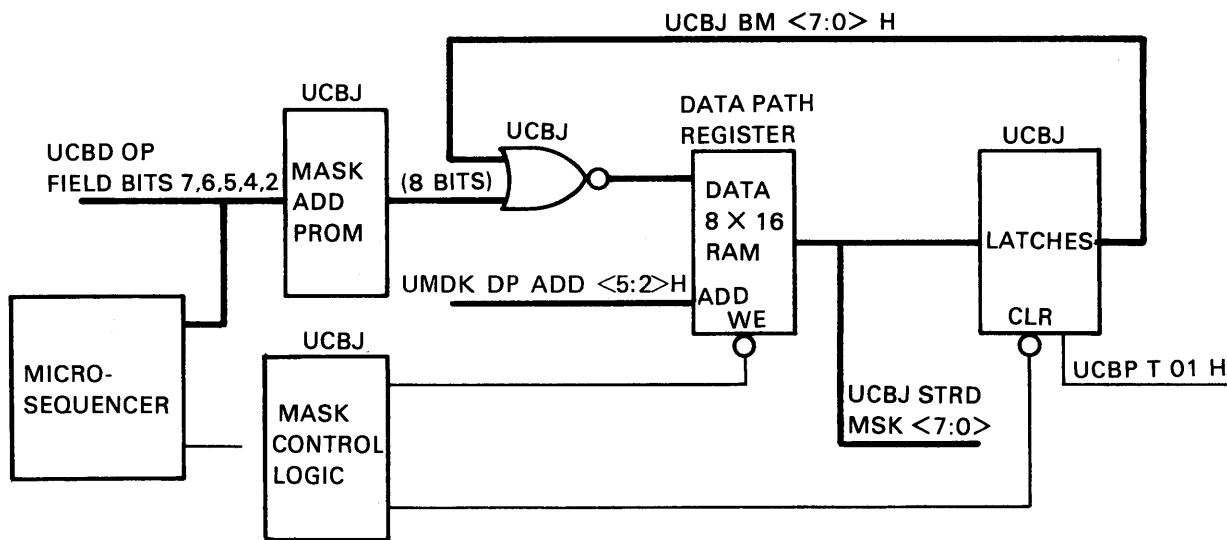 UCBJ BM <7:0> H
UCBJ
DATA PATH
REGISTER
UCBJ
UCBJ
UCBD OP
FIELD BITS 7,6,5,4,2
MASK
ADD
PROM
(8 BITS)
DATA
8 X 16
RAM
LATCHES
UMDK DP ADD <5:2>H
ADD
WE
CLR
UCBJ
MICRO-
SEQUENCER
MASK
CONTROL
LOGIC
UCBJ STRD
MSK <7:0>
UCBP T 01 H